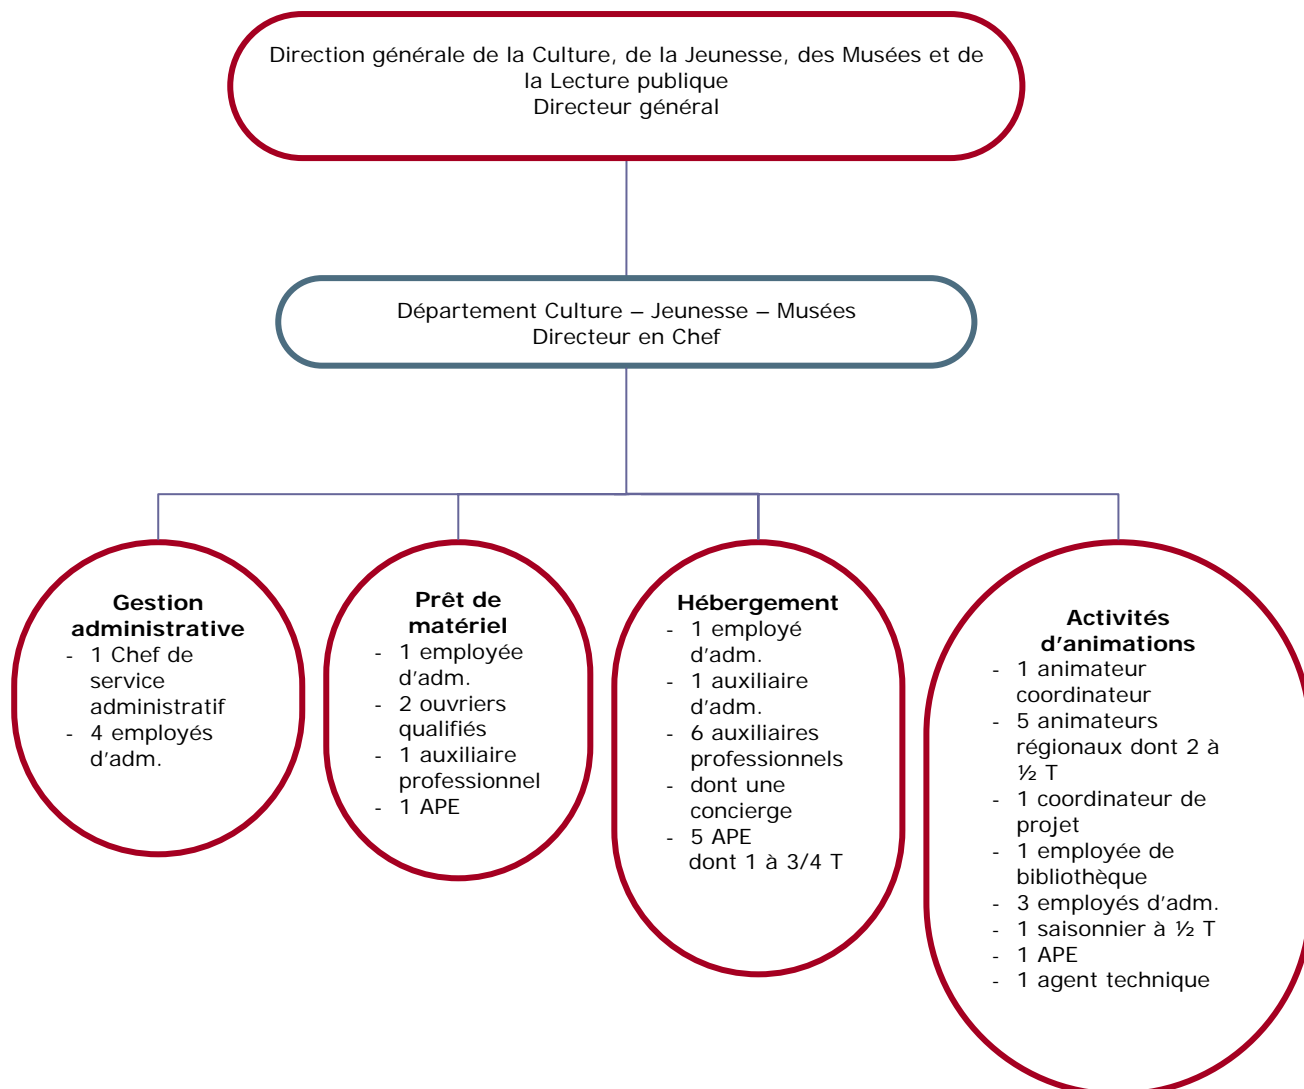 Direction générale de la Culture, de la Jeunesse, des Musées et de
la Lecture publique
Directeur général
Département Culture – Jeunesse – Musées
Directeur en Chef
Gestion
administrative
- 1 Chef de
service
administratif
- 4 employés
d'adm.
Prêt de
matériel
- 1 employée
d'adm.
- 2 ouvriers
qualifiés
- 1 auxiliaire
professionnel
- 1 APE
Hébergement
- 1 employé
d'adm.
- 1 auxiliaire
d'adm.
- 6 auxiliaires
professionnels
- dont une
concierge
- 5 APE
dont 1 à 3/4 T
Activités
d'animations
- 1 animateur
coordinateur
- 5 animateurs
régionaux dont 2 à
½ T
- 1 coordinateur de
projet
- 1 employée de
bibliothèque
- 3 employés d'adm.
- 1 saisonnier à ½ T
- 1 APE
- 1 agent technique